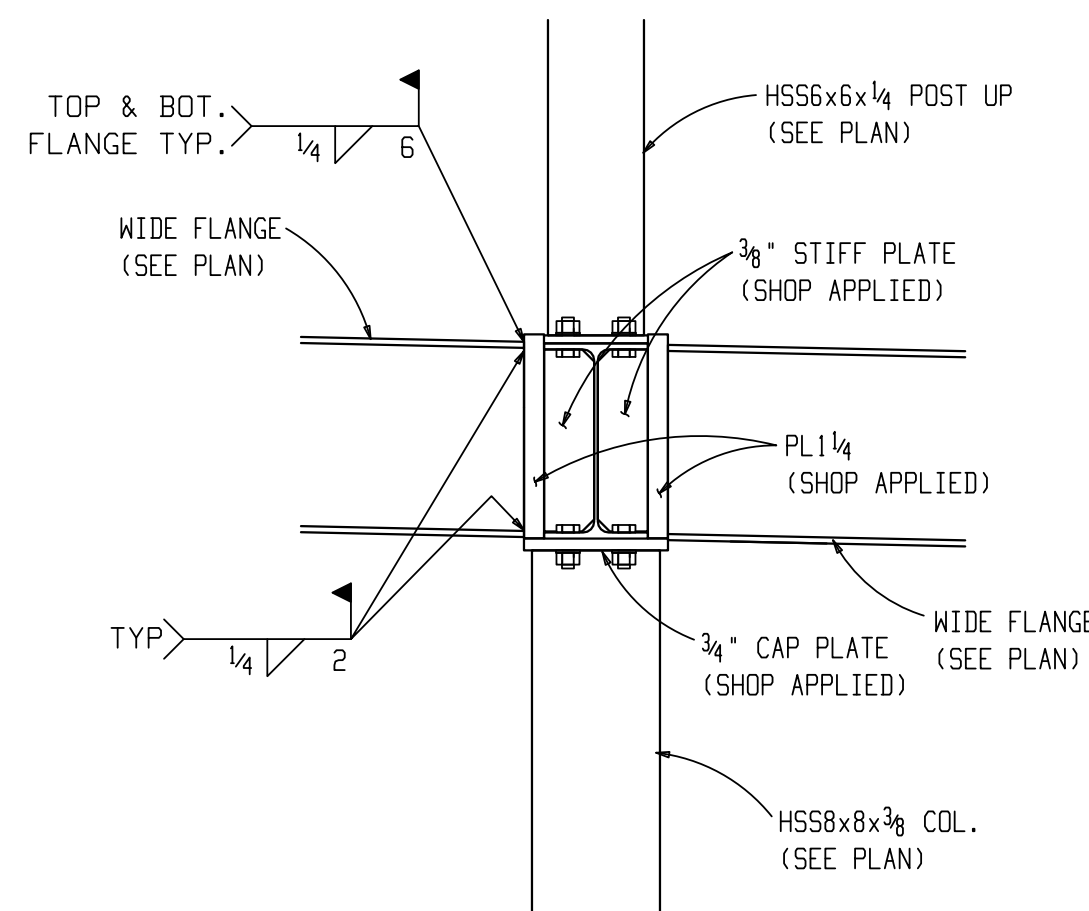 TOP & BOT.
FLANGE TYP.
1/4
6
HSS6x6x1/4 POST UP
(SEE PLAN)
WIDE FLANGE
(SEE PLAN)
3/8" STIFF PLATE
(SHOP APPLIED)
PL1 1/4
(SHOP APPLIED)
TYP
1/4
2
WIDE FLANGE
(SEE PLAN)
3/4" CAP PLATE
(SHOP APPLIED)
HSS8x8x3/8 COL.
(SEE PLAN)